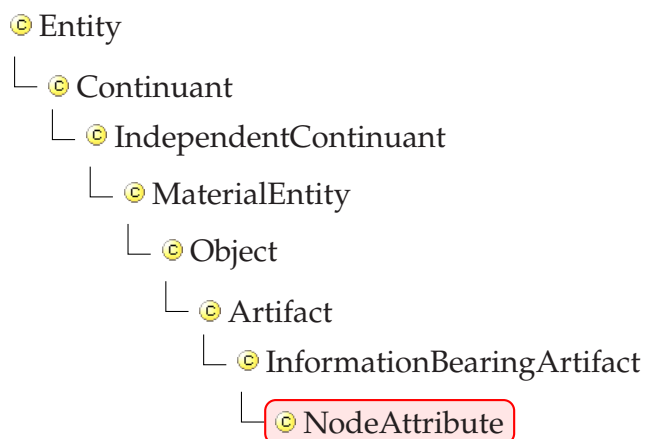 Entity
Continuant
IndependentContinuant
MaterialEntity
Object
Artifact
InformationBearingArtifact
NodeAttribute